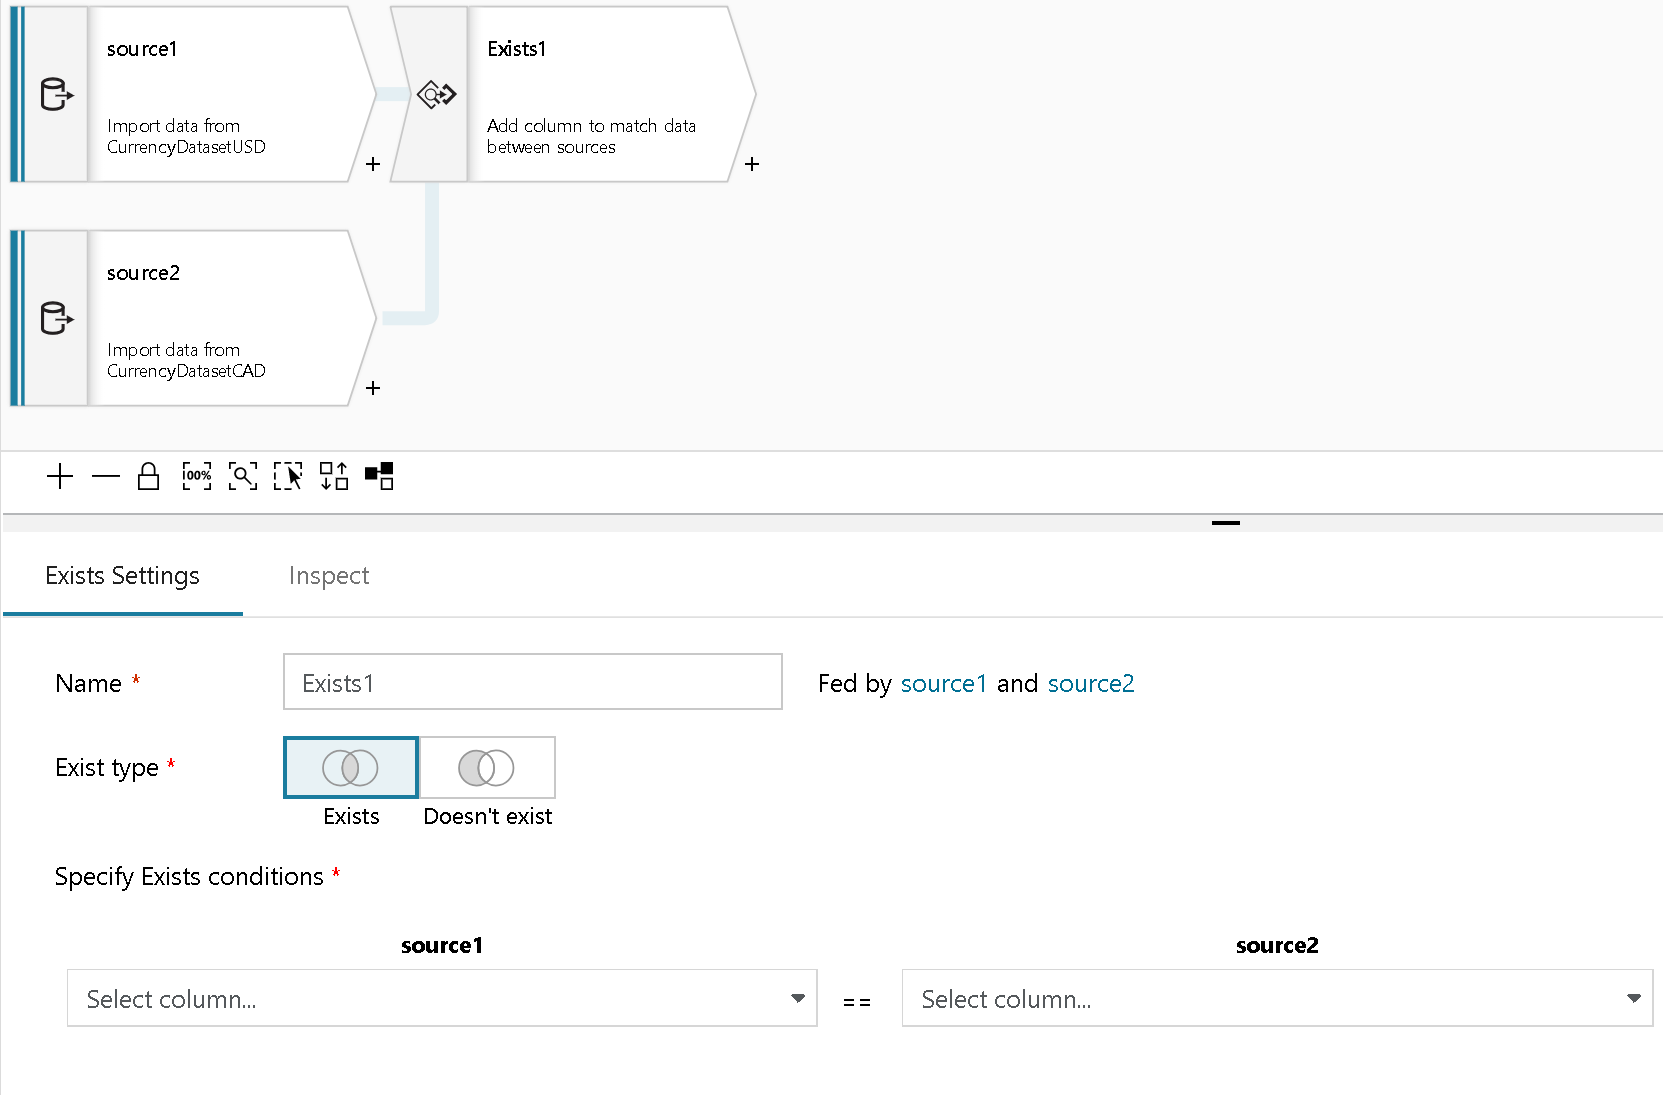 source1
Import data from
CurrencyDatasetUSD
+
Exists1
Add column to match data
between sources
+
source2
Import data from
CurrencyDatasetCAD
+
100%
Exists Settings
Inspect
Name *
Exists1
Fed by source1 and source2
Exist type *
Exists
Doesn't exist
Specify Exists conditions *
source1
source2
Select column...
==
Select column...